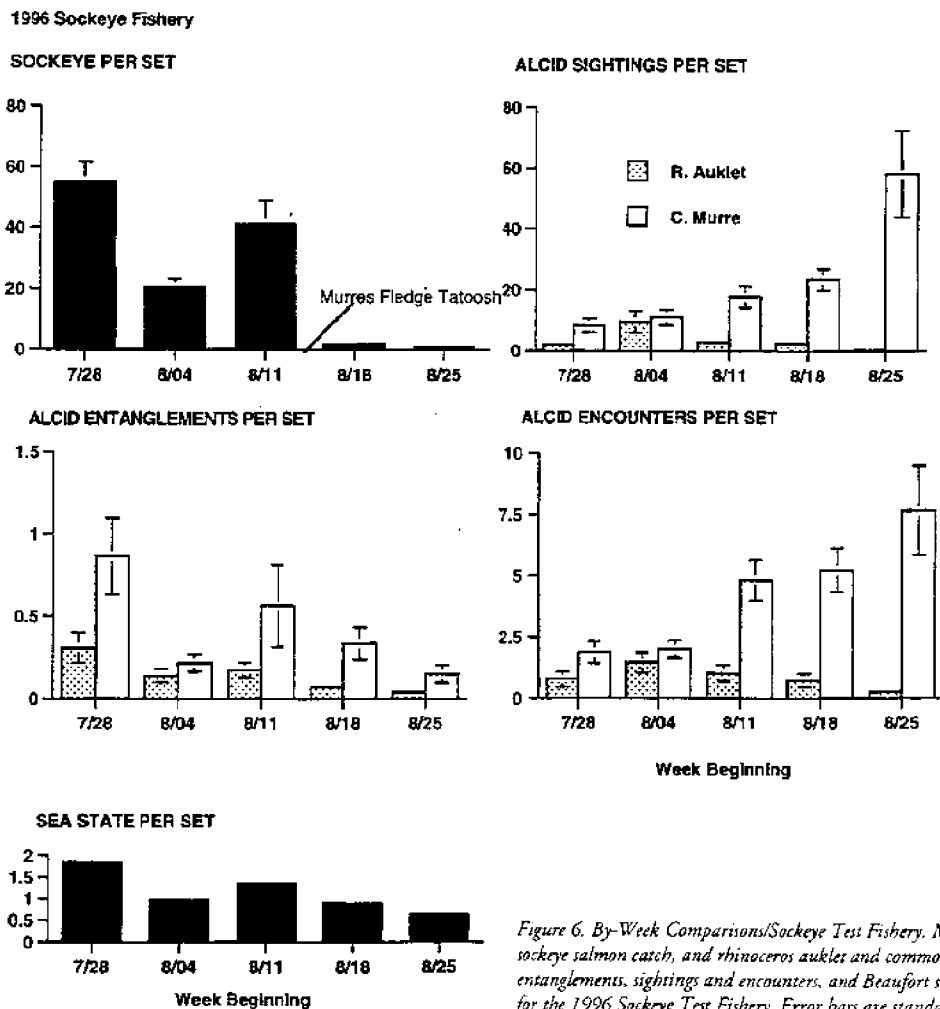 1996 Sockeye Fishery
SOCKEYE PER SET
80
60
40
20
0
Murres Fledge Tatoosh
7/28 8/04 8/11 8/18 8/25
ALCID SIGHTINGS PER SET
80
60
40
20
0
R. Auklet
C. Murre
7/28 8/04 8/11 8/18 8/25
ALCID ENTANGLEMENTS PER SET
1.5
1
0.5
0
7/28 8/04 8/11 8/18 8/25
ALCID ENCOUNTERS PER SET
10
7.5
5
2.5
0
7/28 8/04 8/11 8/18 8/25
Week Beginning
SEA STATE PER SET
2
1.5
1
0.5
0
7/28 8/04 8/11 8/18 8/25
Week Beginning
Figure 6. By-Week Comparisons/Sockeye Test Fishery.
sockeye salmon catch, and rhinoceros auklet and
entanglements, sightings and encounters, and Beaufort
for the 1996 Sockeye Test Fishery. Error bars are